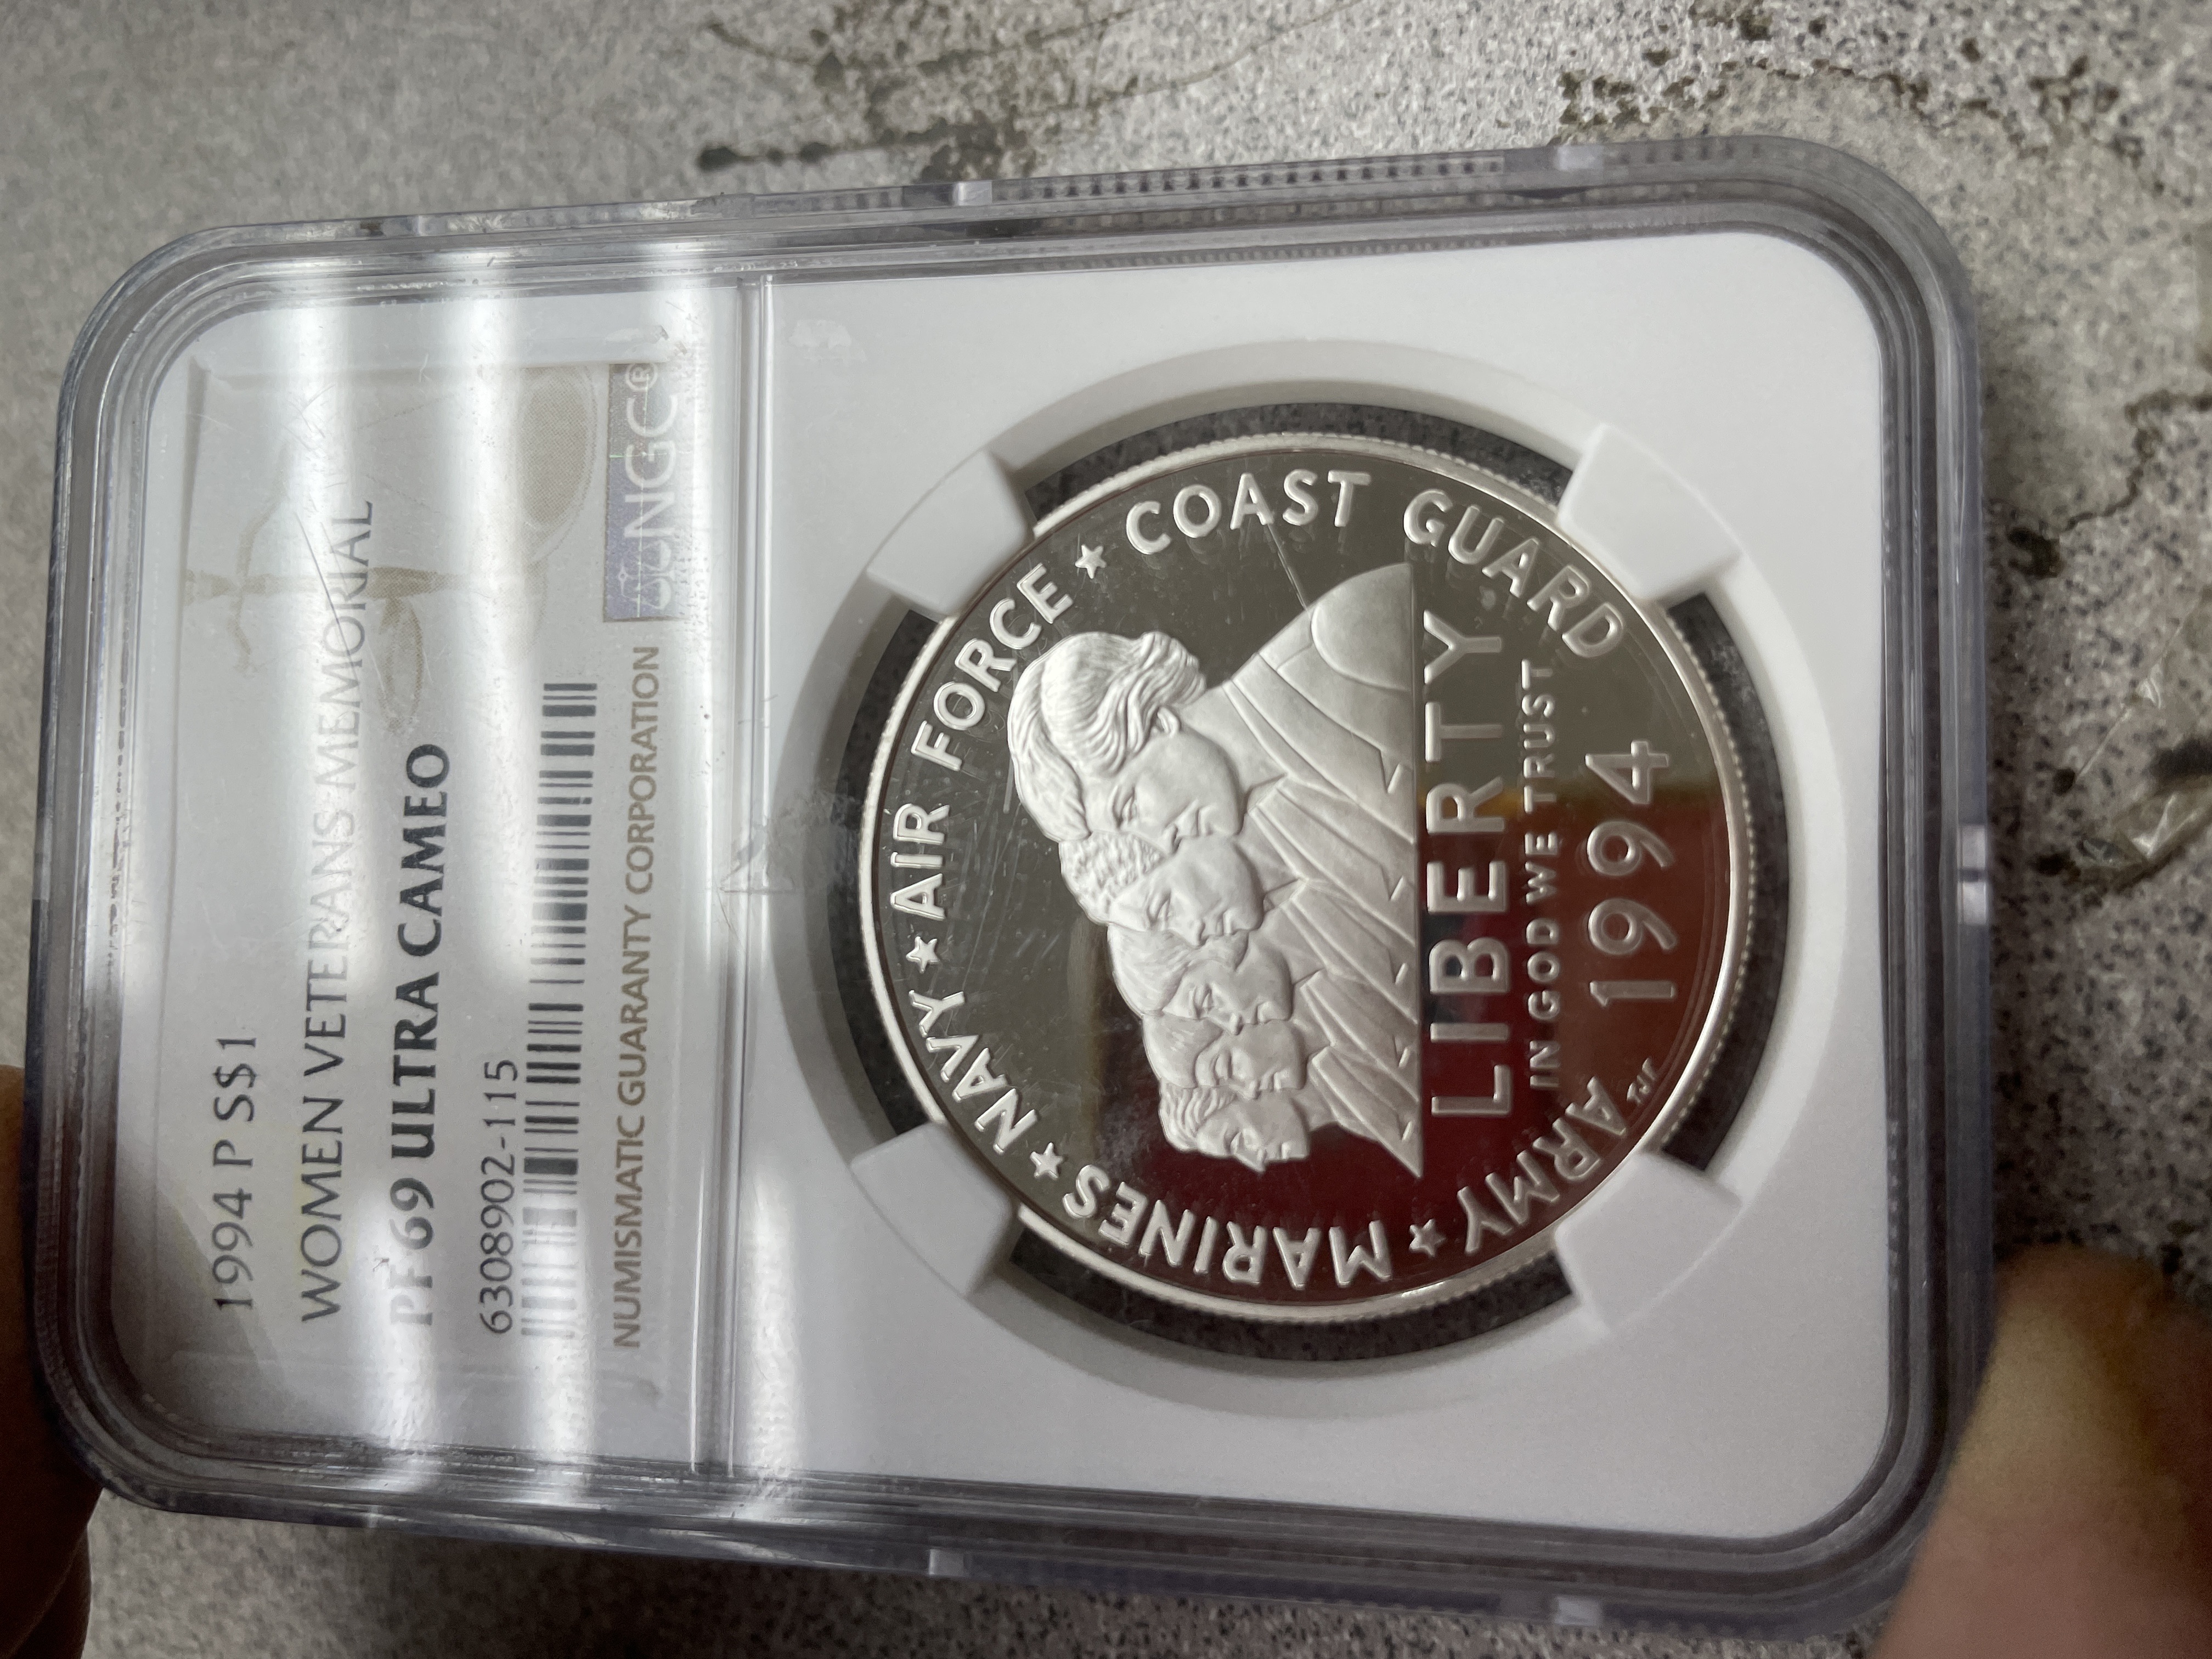 1994 P S$1
WOMEN VETERANS MEMORIAL
PF 69 ULTRA CAMEO
6308902-115
NUMISMATIC GUARANTY CORPORATION
NGC®
ARMY ★ MARINES ★ NAVY ★ AIR FORCE ★ COAST GUARD
LIBERTY
IN GOD WE TRUST
1994
TJF